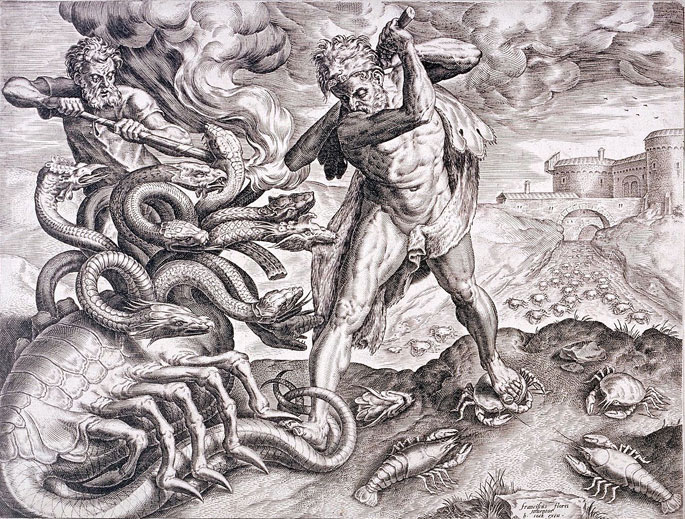 franciscus floris
inventor
h. cock excu